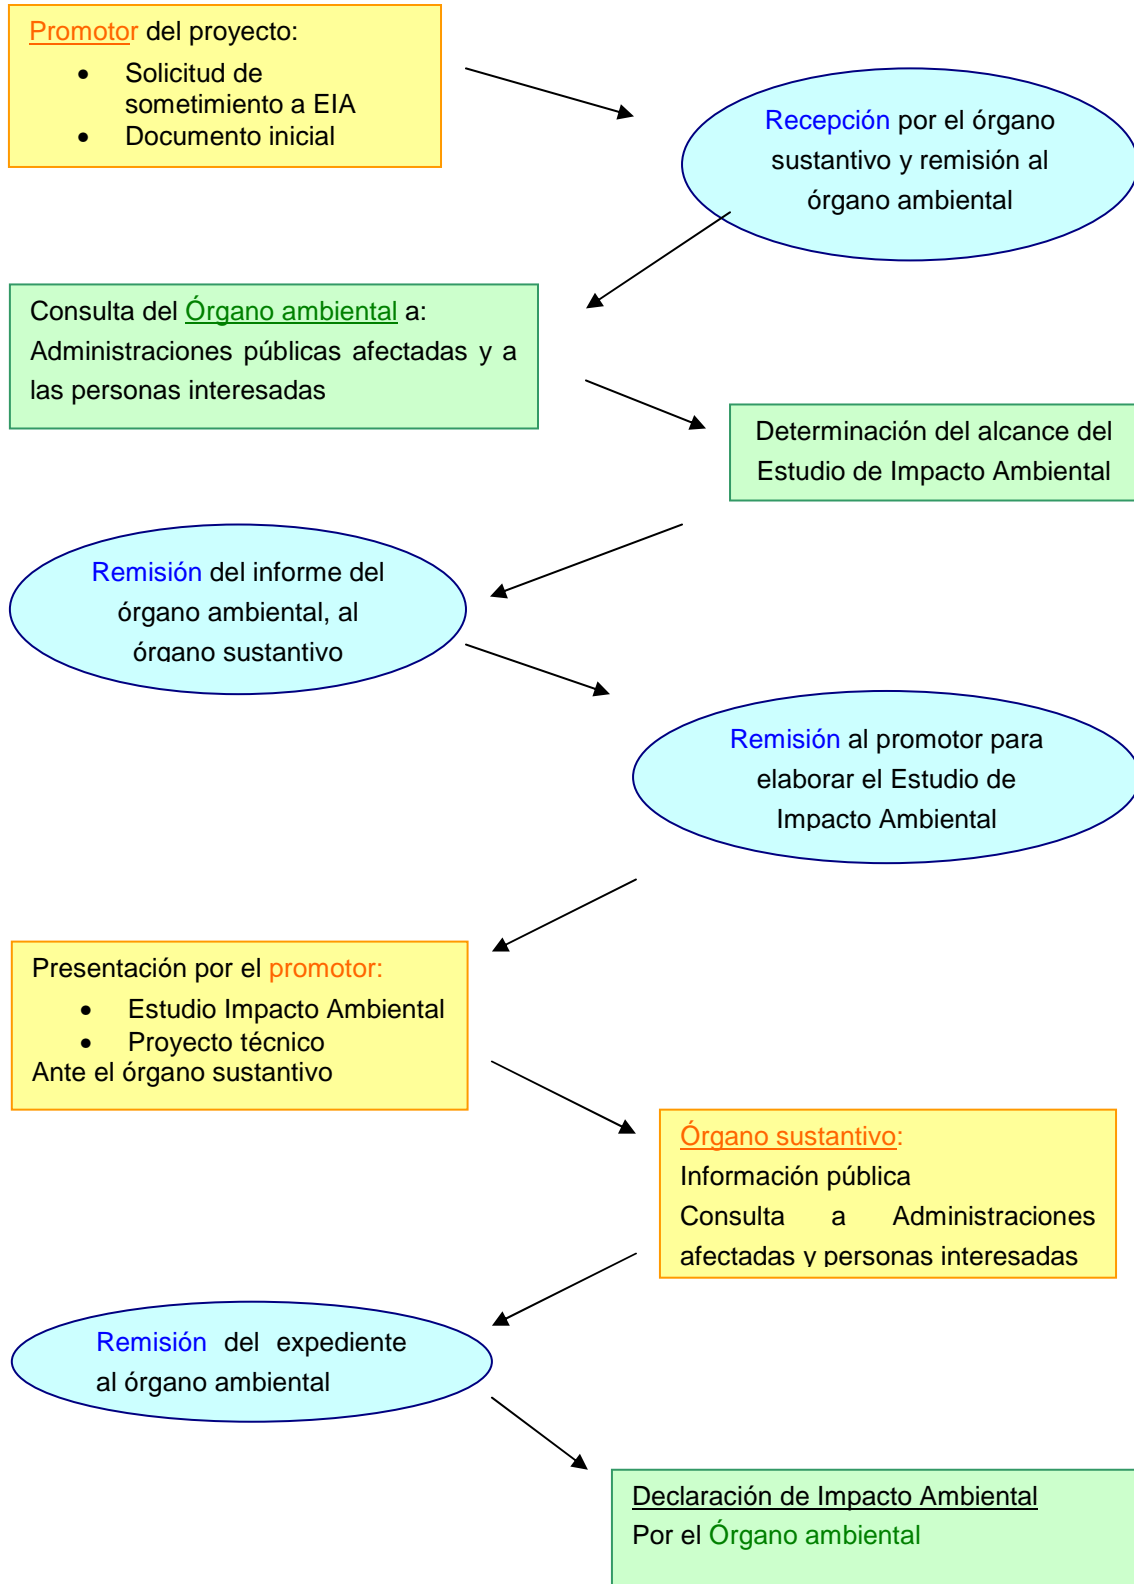 Promotor del proyecto:
• Solicitud de
sometimiento a EIA
• Documento inicial
Recepción por el órgano
sustantivo y remisión al
órgano ambiental
Consulta del Órgano ambiental a:
Administraciones públicas afectadas y a
las personas interesadas
Determinación del alcance del
Estudio de Impacto Ambiental
Remisión del informe del
órgano ambiental, al
órgano sustantivo
Remisión al promotor para
elaborar el Estudio de
Impacto Ambiental
Presentación por el promotor:
• Estudio Impacto Ambiental
• Proyecto técnico
Ante el órgano sustantivo
Órgano sustantivo:
Información pública
Consulta a Administraciones
afectadas y personas interesadas
Remisión del expediente
al órgano ambiental
Declaración de Impacto Ambiental
Por el Órgano ambiental